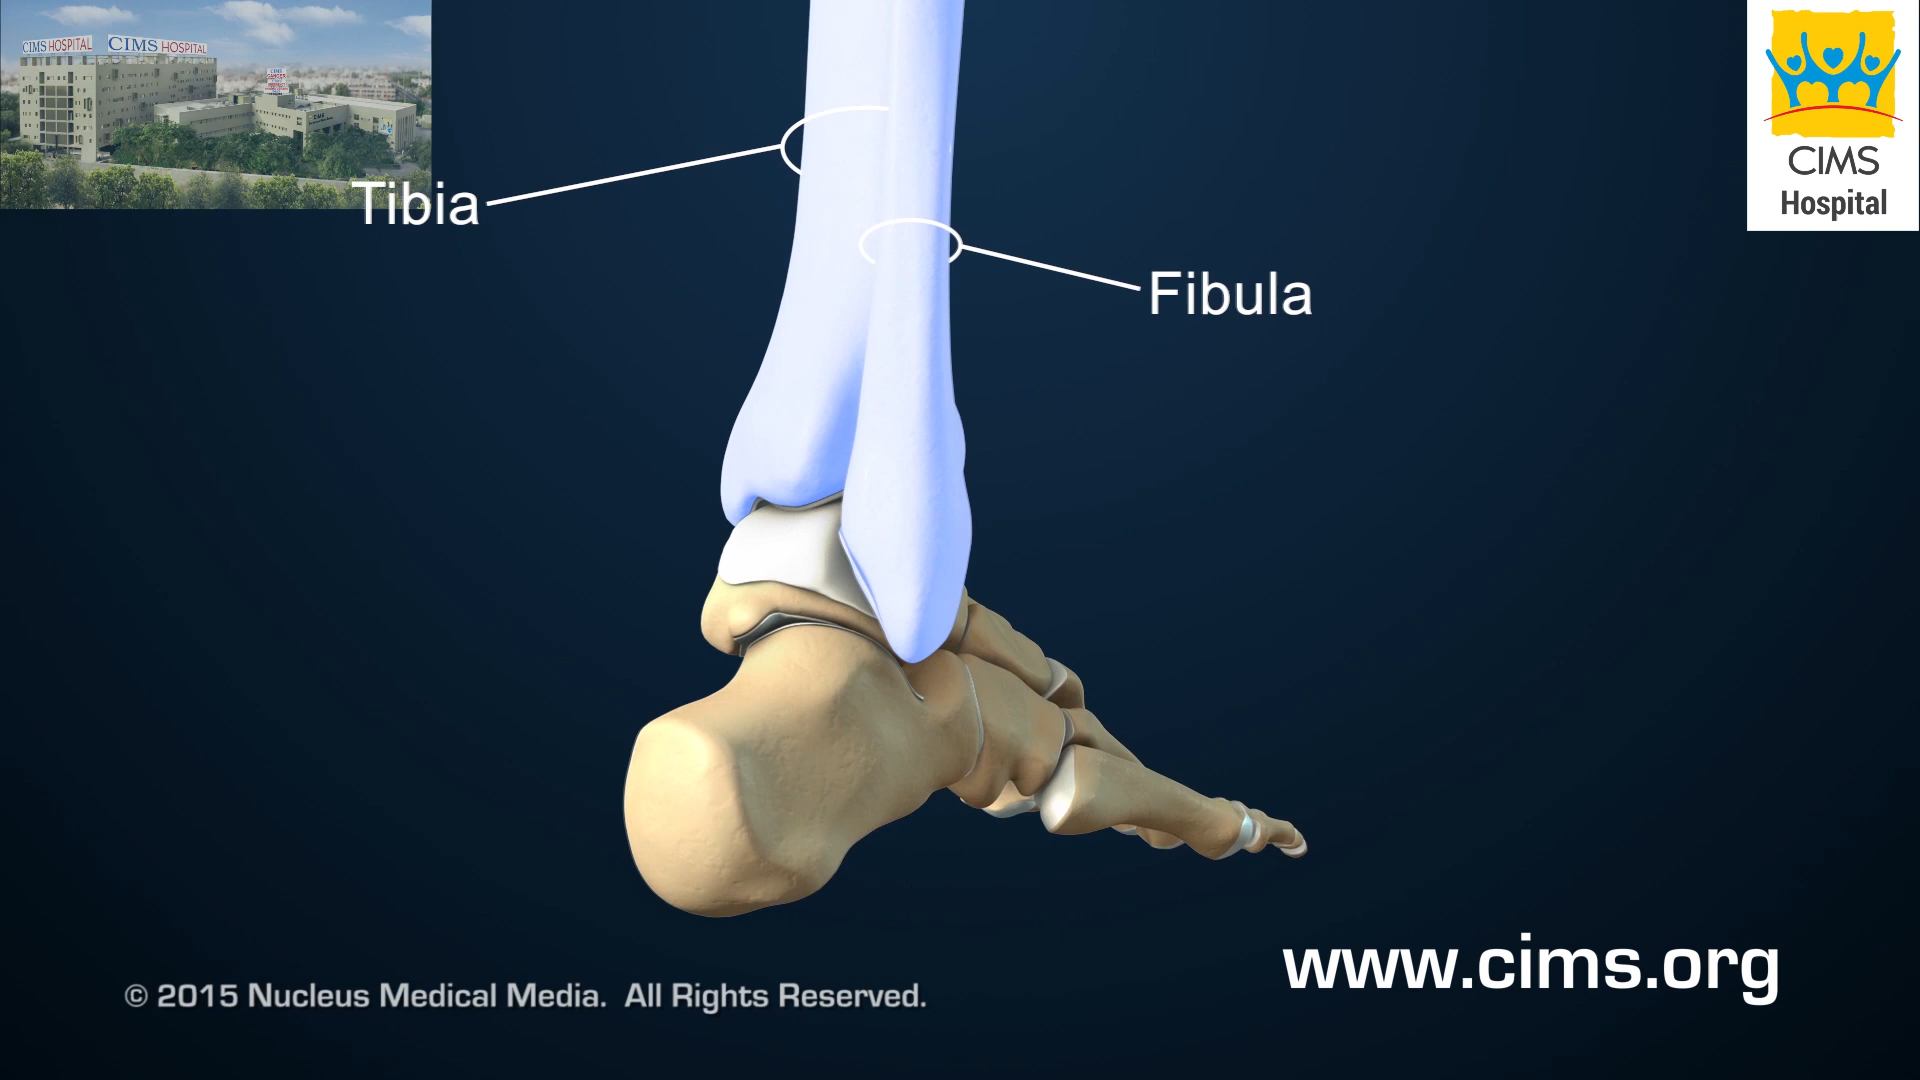 CIMS HOSPITAL CIMS HOSPITAL
CIMS
Hospital
Tibia
Fibula
www.cims.org
© 2015 Nucleus Medical Media. All Rights Reserved.